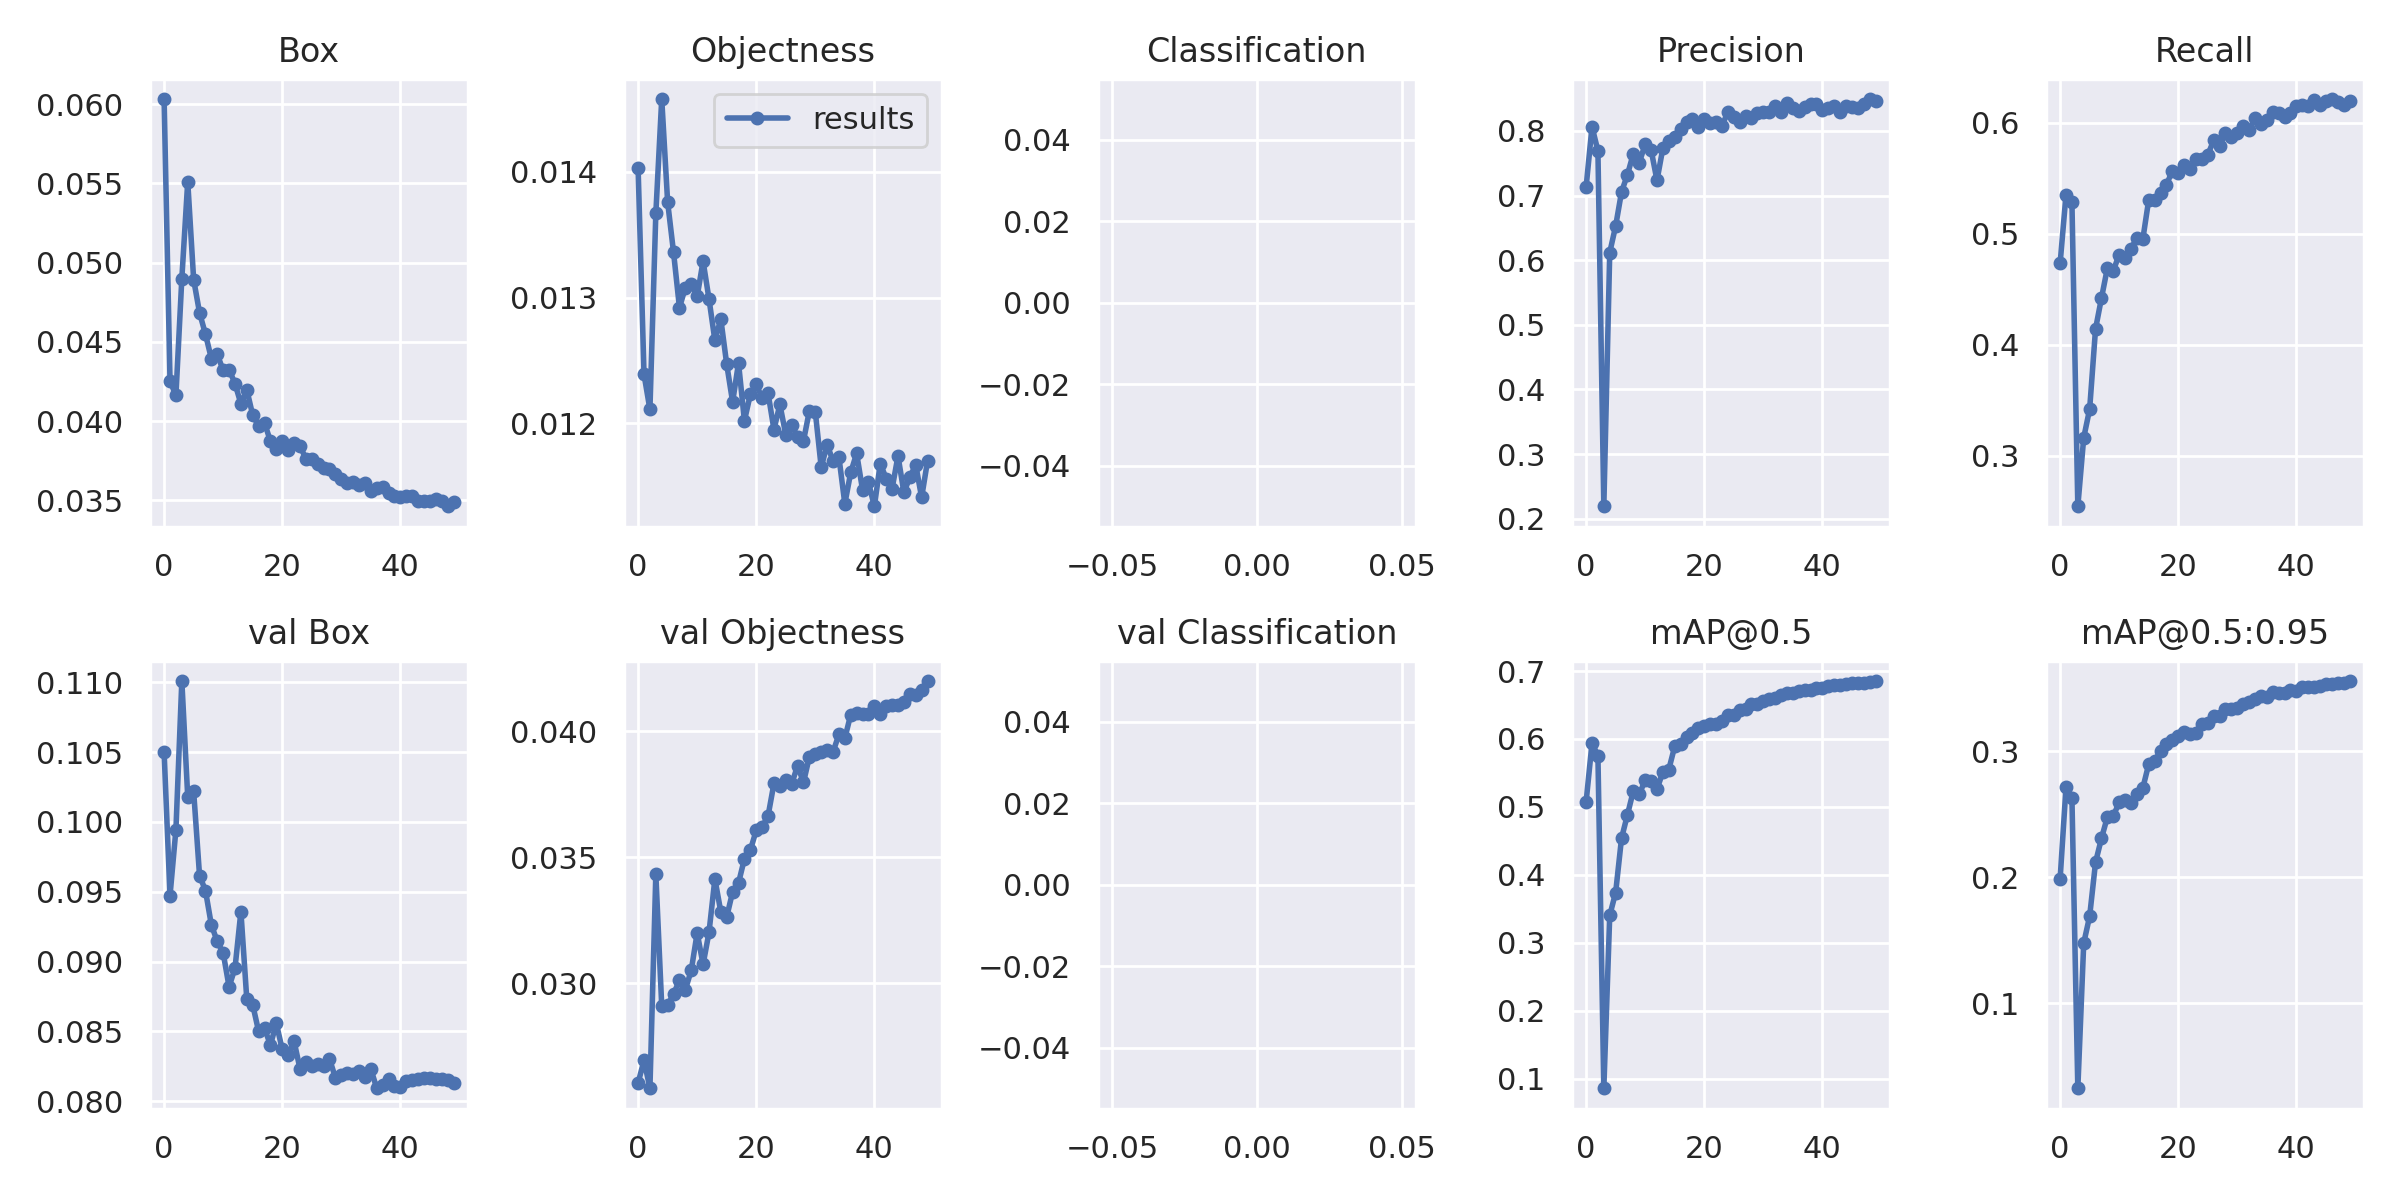 Box
Objectness
Classification
Precision
Recall
0.060
0.055
0.050
0.045
0.040
0.035
0 20 40
results
0.014
0.013
0.012
0 20 40
0.04
0.02
0.00
−0.02
−0.04
−0.05 0.00 0.05
0.8
0.7
0.6
0.5
0.4
0.3
0.2
0 20 40
0.6
0.5
0.4
0.3
0 20 40
val Box
val Objectness
val Classification
mAP@0.5
mAP@0.5:0.95
0.110
0.105
0.100
0.095
0.090
0.085
0.080
0 20 40
0.040
0.035
0.030
0 20 40
0.04
0.02
0.00
−0.02
−0.04
−0.05 0.00 0.05
0.7
0.6
0.5
0.4
0.3
0.2
0.1
0 20 40
0.3
0.2
0.1
0 20 40